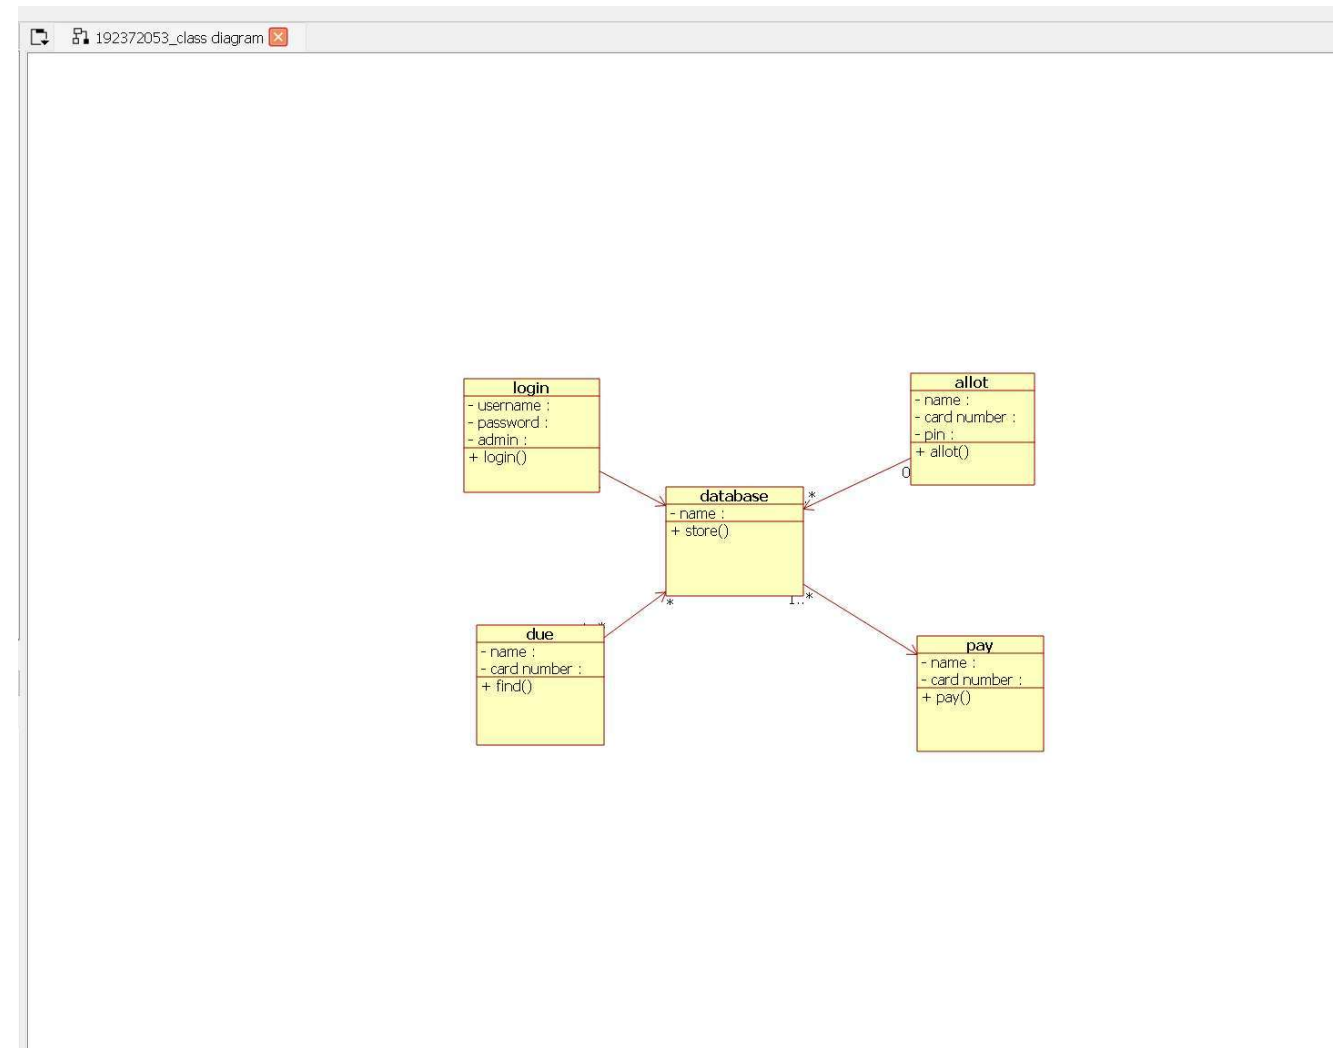 192372053_class diagram
login
- username :
- password :
- admin :
+ login()
allot
- name :
- card number :
- pin :
+ allot()
0
*
database
- name :
+ store()
*
1..*
due
- name :
- card number :
+ find()
*
pay
- name :
- card number :
+ pay()